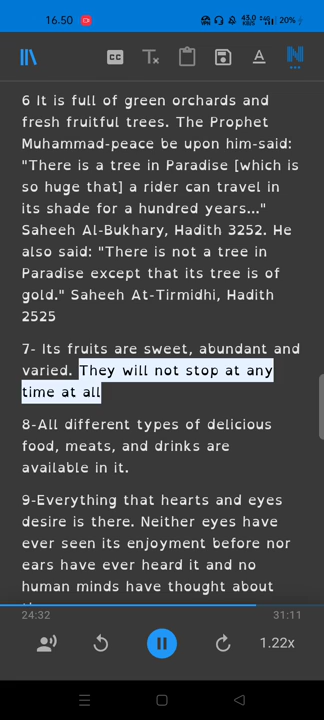 16.50
43.0
KB/S
20%
CC
6 It is full of green orchards and
fresh fruitful trees. The Prophet
Muhammad-peace be upon him-said:
"There is a tree in Paradise [which is
so huge that] a rider can travel in
its shade for a hundred years..."
Saheeh Al-Bukhary, Hadith 3252. He
also said: "There is not a tree in
Paradise except that its tree is of
gold." Saheeh At-Tirmidhi, Hadith
2525
7- Its fruits are sweet, abundant and
varied. They will not stop at any
time at all
8-All different types of delicious
food, meats, and drinks are
available in it.
9-Everything that hearts and eyes
desire is there. Neither eyes have
ever seen its enjoyment before nor
ears have ever heard it and no
human minds have thought about
24:32
31:11
1.22x